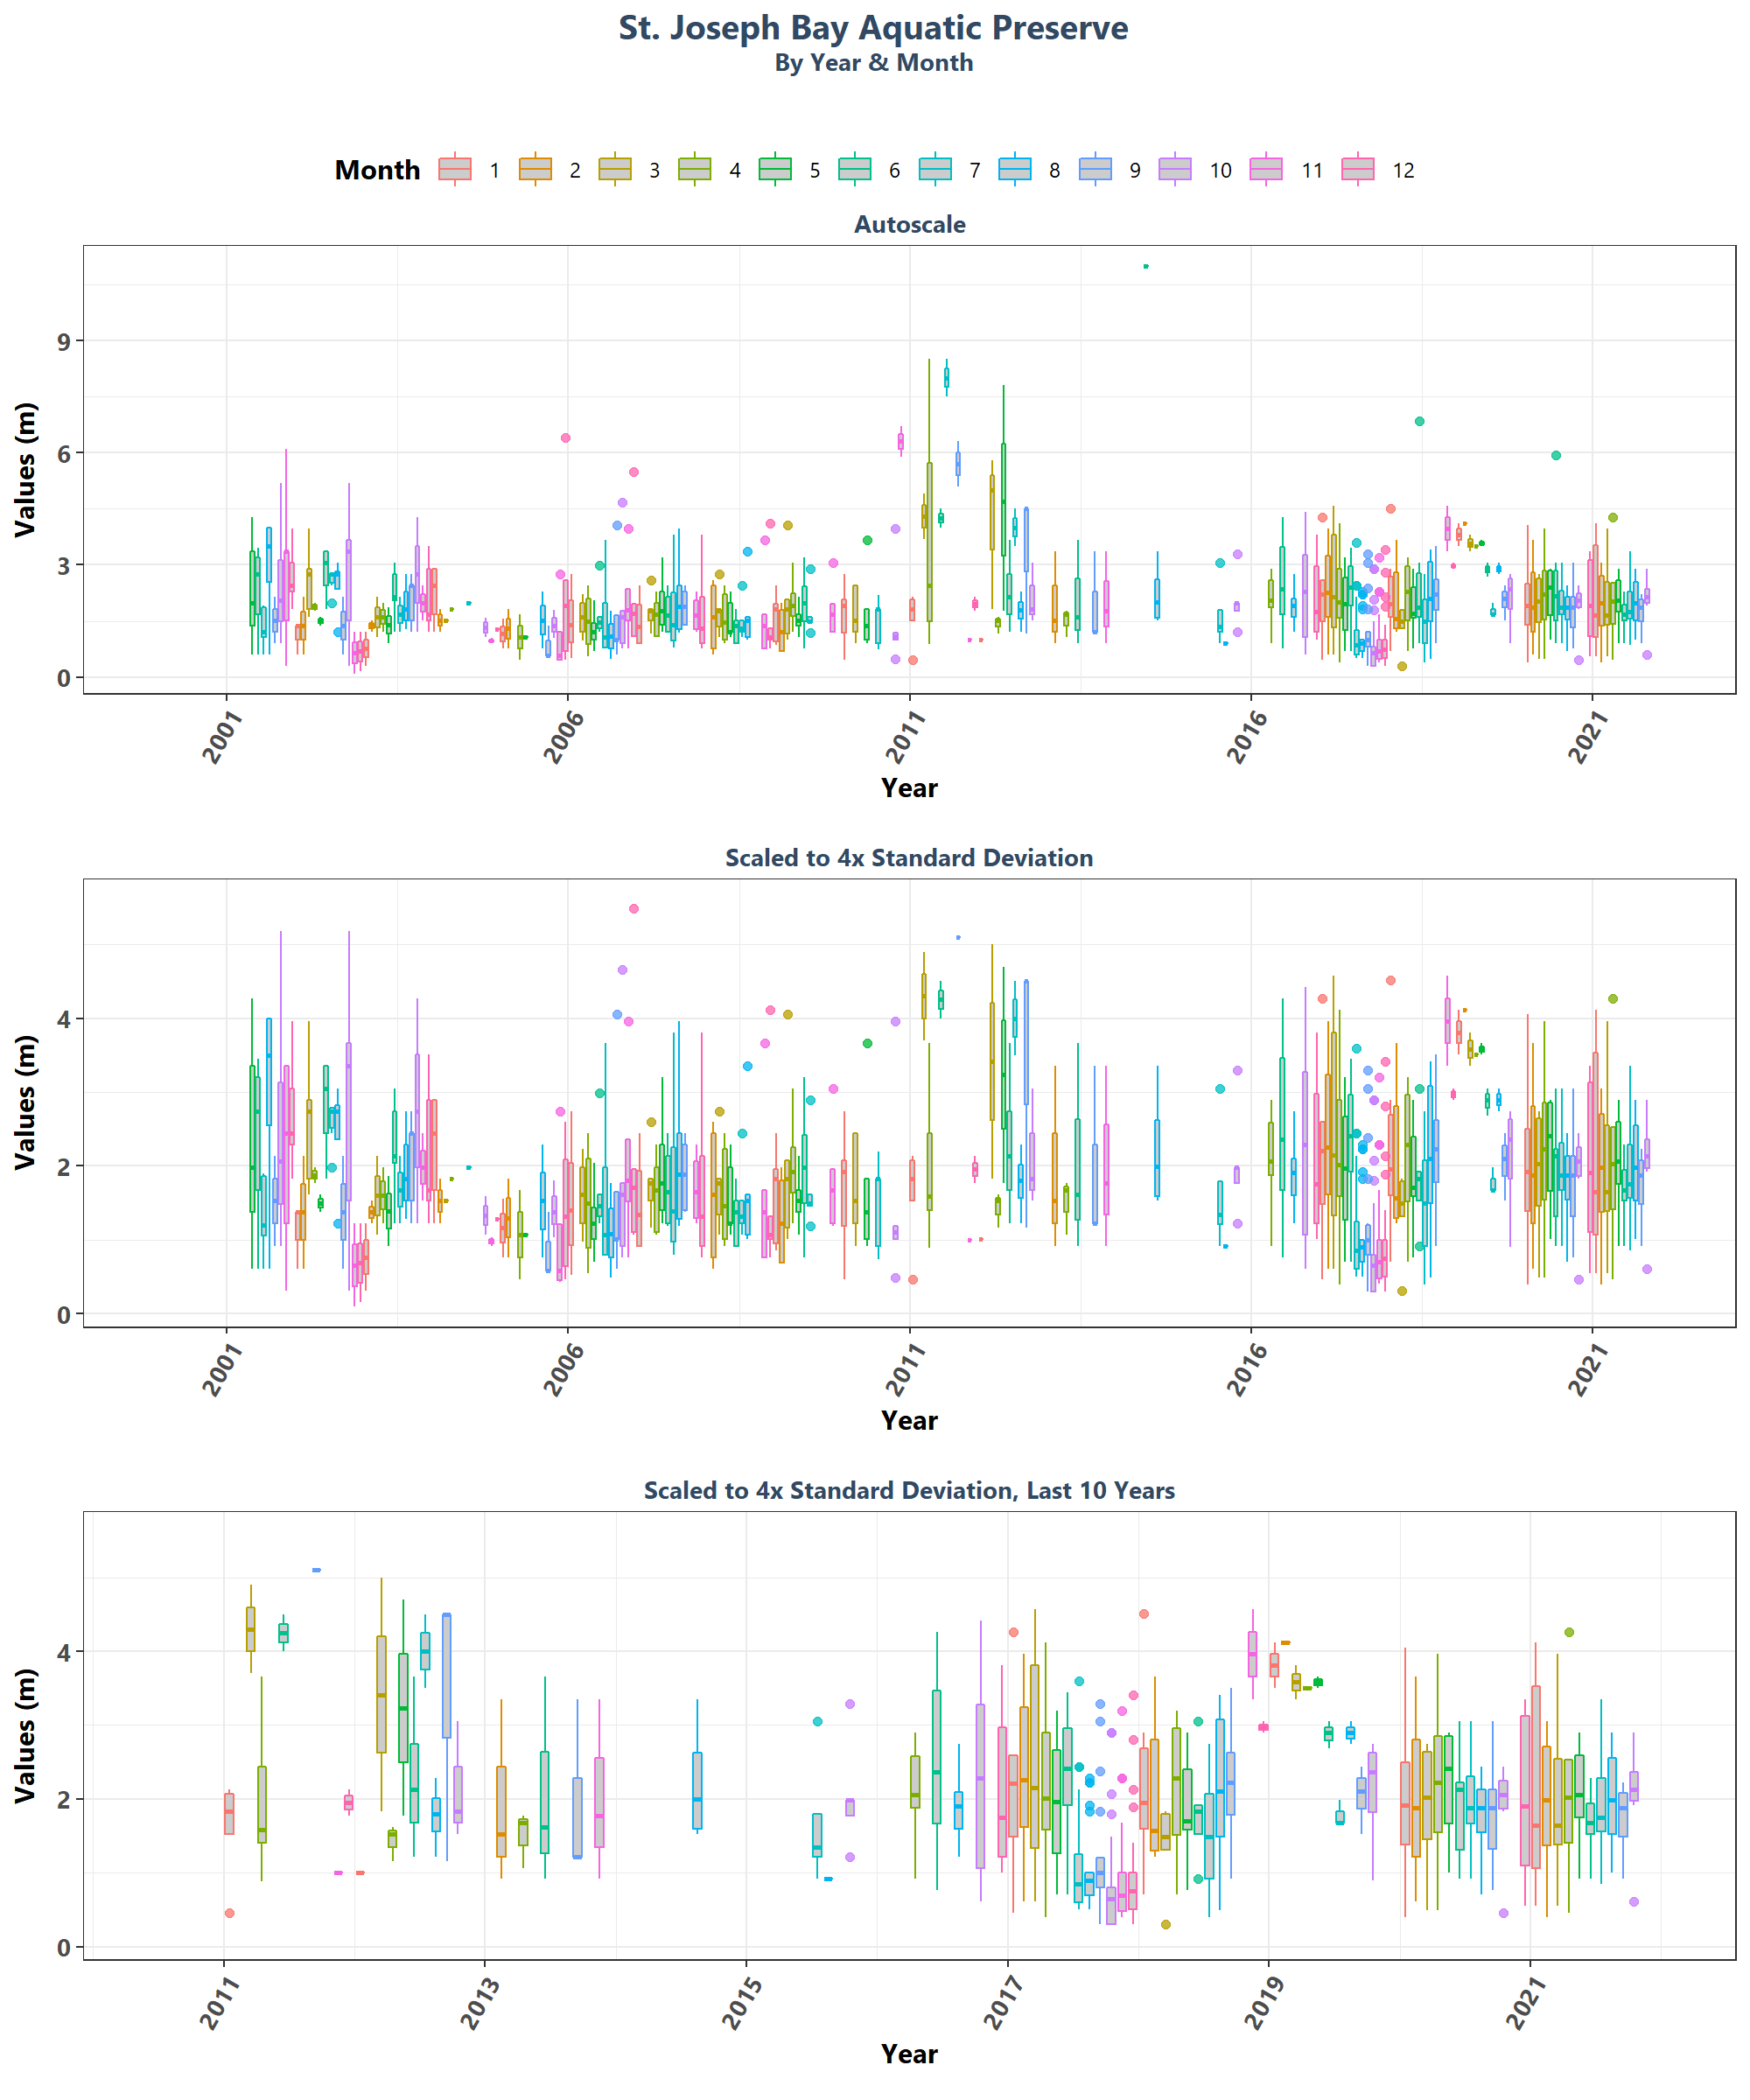 St. Joseph Bay Aquatic Preserve
By Year & Month
Month 1 2 3 4 5 6 7 8 9 10 11 12
Autoscale
Values (m)
9
6
3
0
2001 2006 2011 2016 2021
Year
Scaled to 4x Standard Deviation
Values (m)
4
2
0
2001 2006 2011 2016 2021
Year
Scaled to 4x Standard Deviation, Last 10 Years
Values (m)
4
2
0
2011 2013 2015 2017 2019 2021
Year